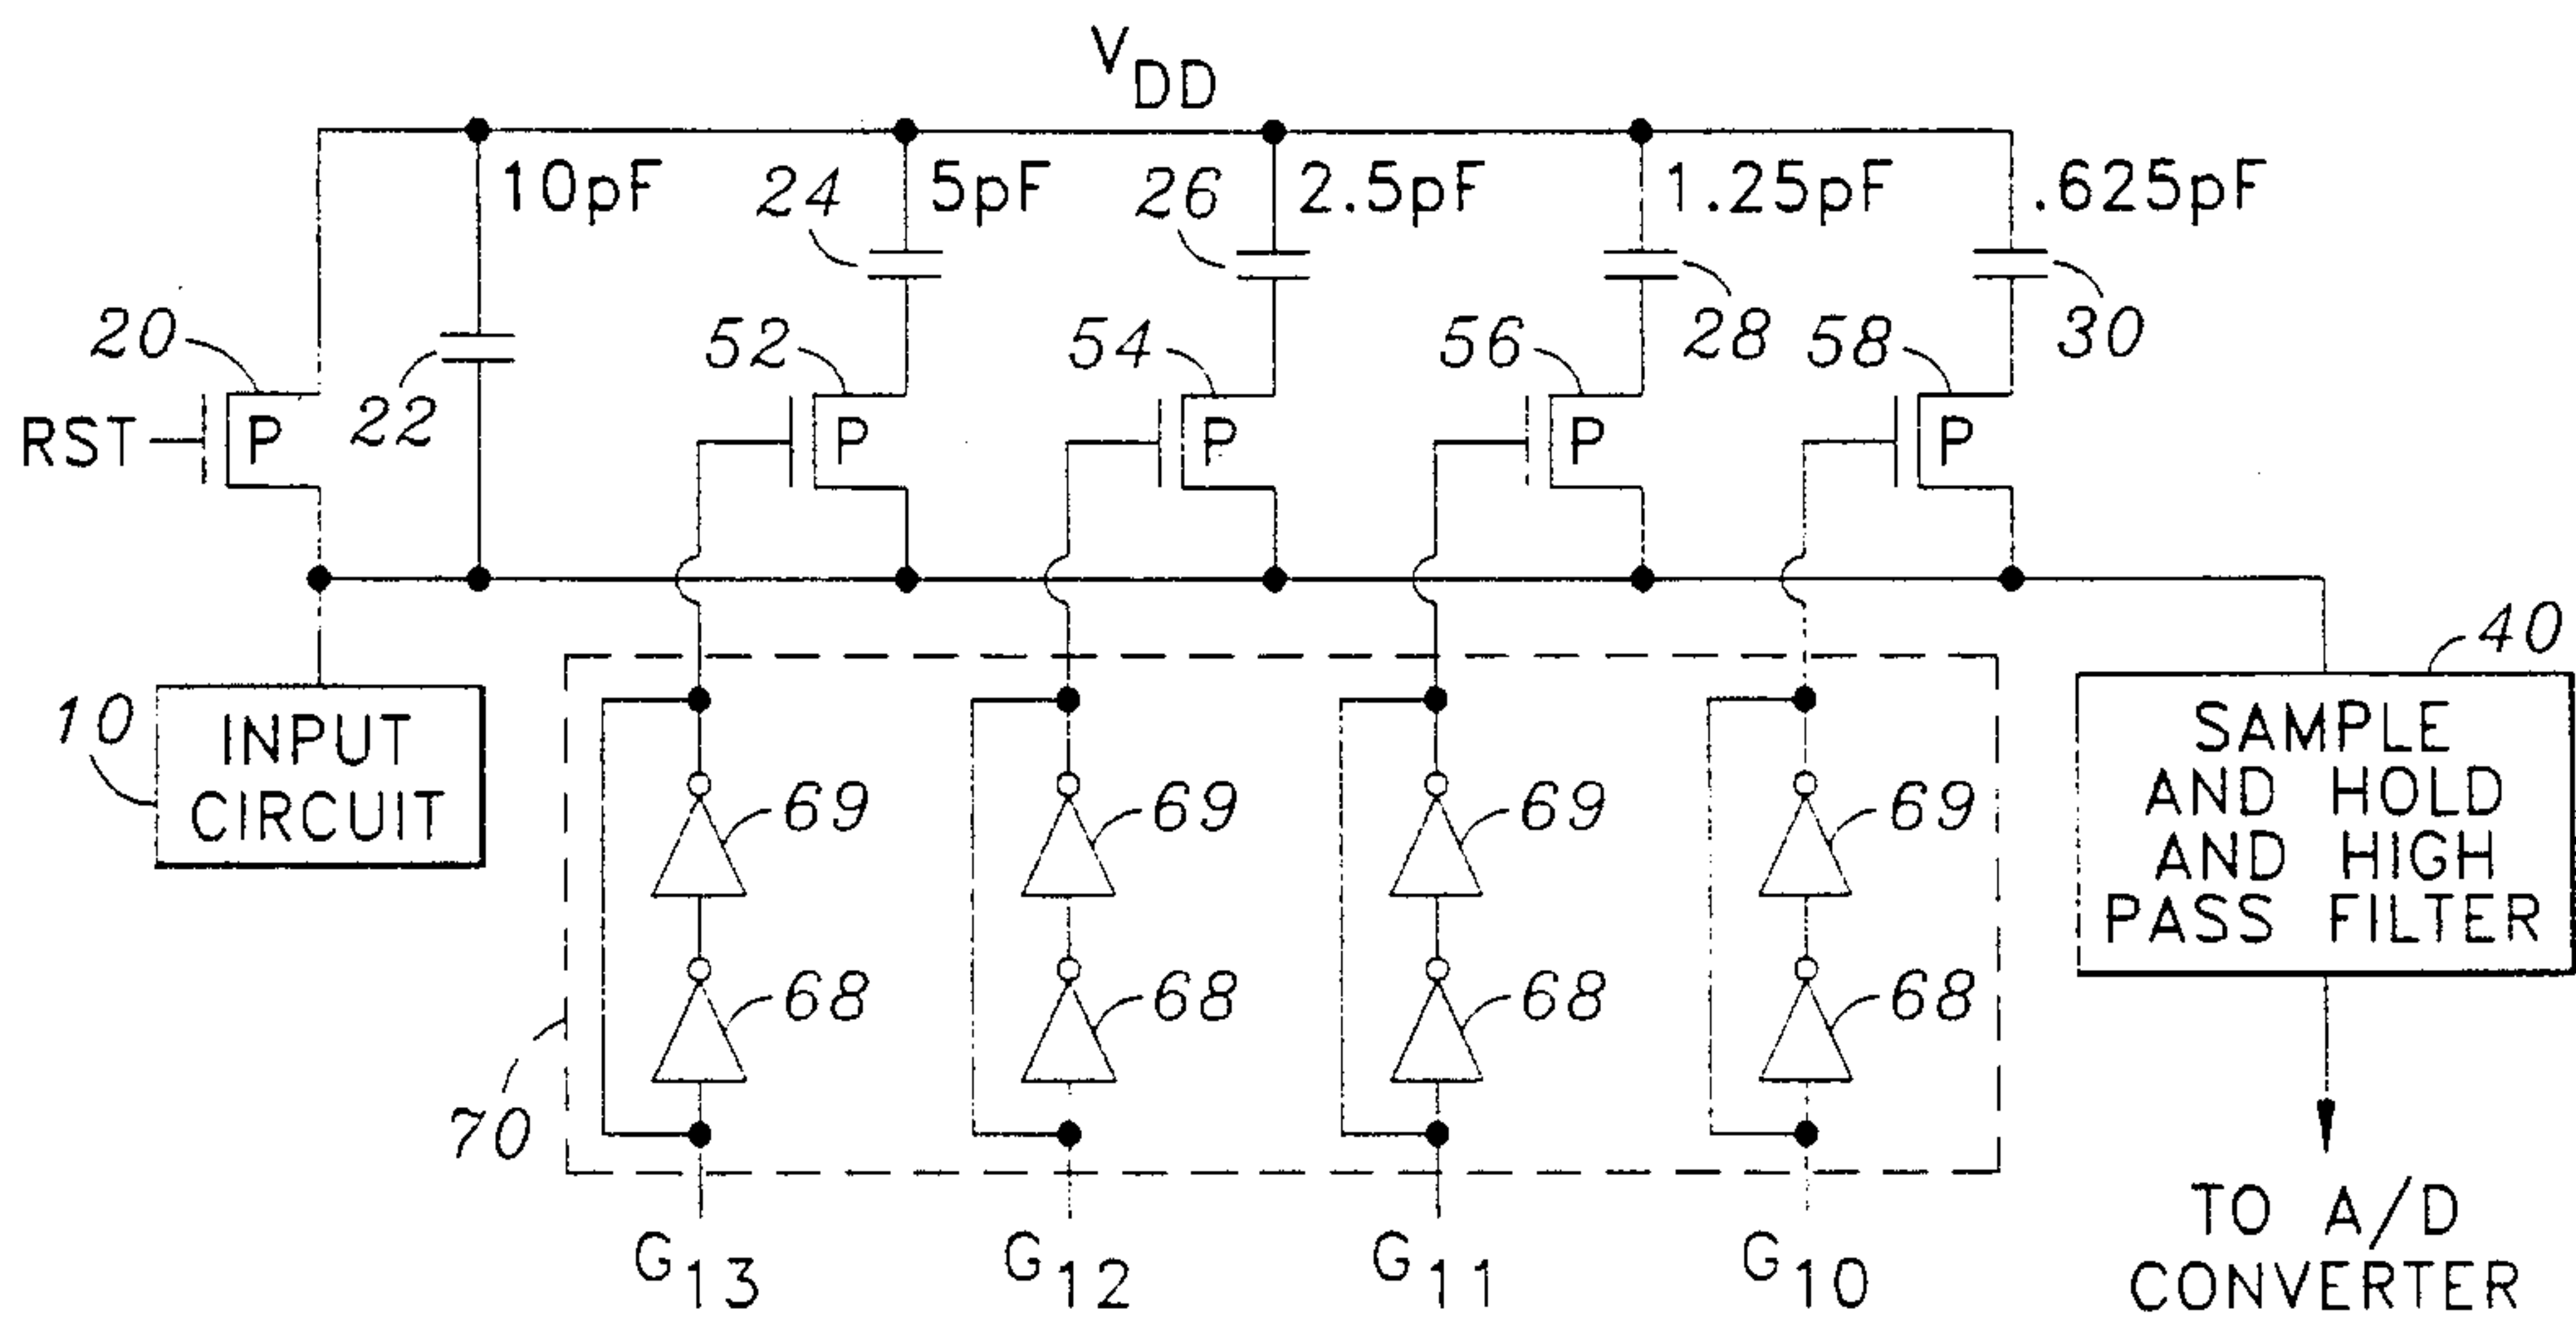 V DD
10pF
24
5pF
26
2.5pF
1.25pF
.625pF
20
22
52
54
56
28
58
30
RST
P
P
P
P
P
10
INPUT
CIRCUIT
40
SAMPLE
AND HOLD
AND HIGH
PASS FILTER
69
69
69
69
68
68
68
68
70
G13
G12
G11
G10
TO A/D
CONVERTER